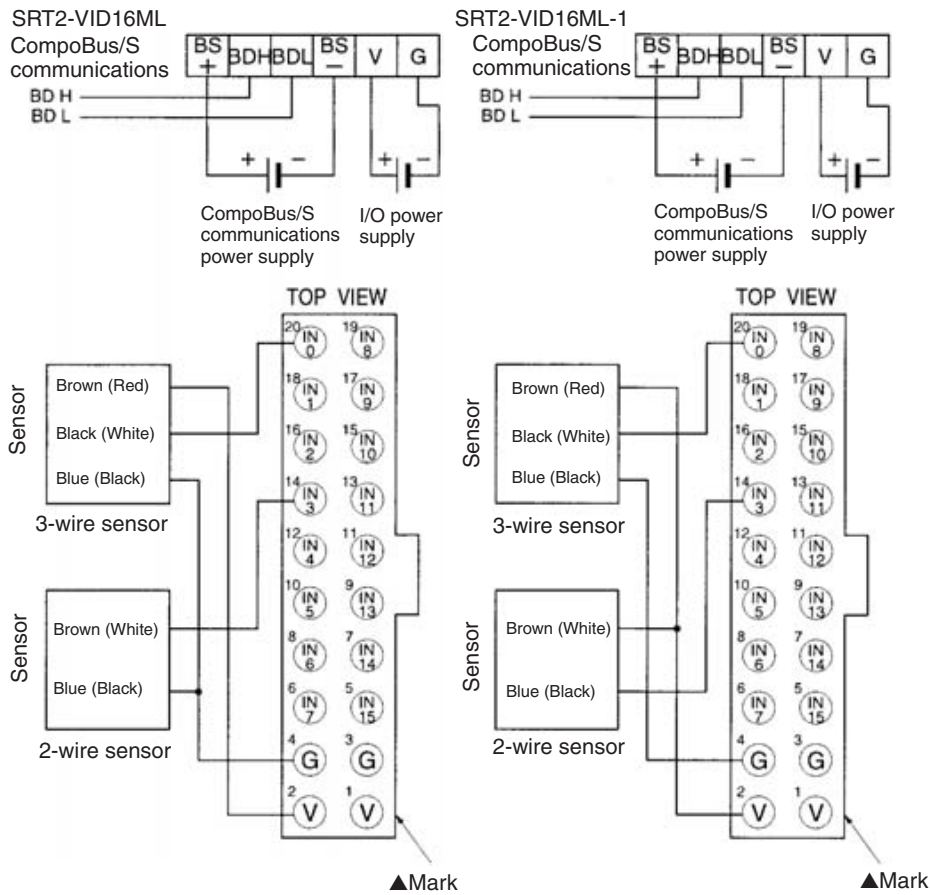 SRT2-VID16ML
CompoBus/S
communications
BS
+
BDH
BDL
BS
–
V
G
BD H
BD L
+
–
+
–
CompoBus/S
communications
power supply
I/O power
supply
TOP VIEW
20 IN 0
19 IN 8
18 IN 1
17 IN 9
16 IN 2
15 IN 10
14 IN 3
13 IN 11
12 IN 4
11 IN 12
10 IN 5
9 IN 13
8 IN 6
7 IN 14
6 IN 7
5 IN 15
4 G
3 G
2 V
1 V
Sensor
Brown (Red)
Black (White)
Blue (Black)
3-wire sensor
Sensor
Brown (White)
Blue (Black)
2-wire sensor
▲Mark
SRT2-VID16ML-1
CompoBus/S
communications
BS
+
BDH
BDL
BS
–
V
G
BD H
BD L
+
–
+
–
CompoBus/S
communications
power supply
I/O power
supply
TOP VIEW
20 IN 0
19 IN 8
18 IN 1
17 IN 9
16 IN 2
15 IN 10
14 IN 3
13 IN 11
12 IN 4
11 IN 12
10 IN 5
9 IN 13
8 IN 6
7 IN 14
6 IN 7
5 IN 15
4 G
3 G
2 V
1 V
Sensor
Brown (Red)
Black (White)
Blue (Black)
3-wire sensor
Sensor
Brown (White)
Blue (Black)
2-wire sensor
▲Mark